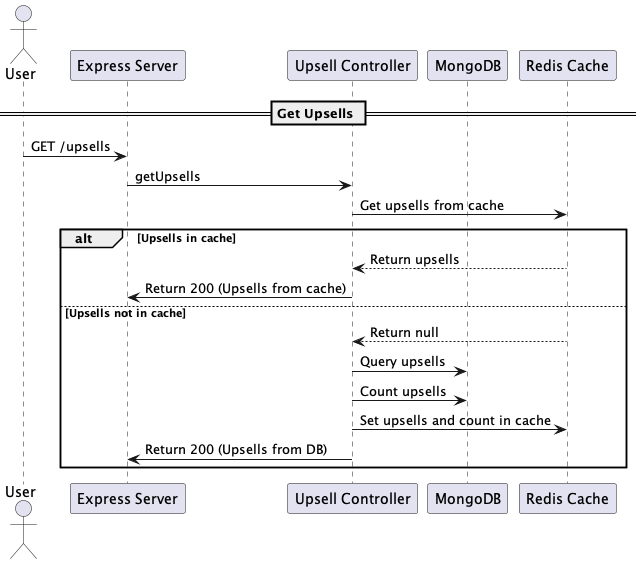 User
Express Server
Upsell Controller
MongoDB
Redis Cache
Get Upsells
GET /upsells
getUpsells
Get upsells from cache
alt
[Upsells in cache]
Return upsells
Return 200 (Upsells from cache)
[Upsells not in cache]
Return null
Query upsells
Count upsells
Set upsells and count in cache
Return 200 (Upsells from DB)
User
Express Server
Upsell Controller
MongoDB
Redis Cache